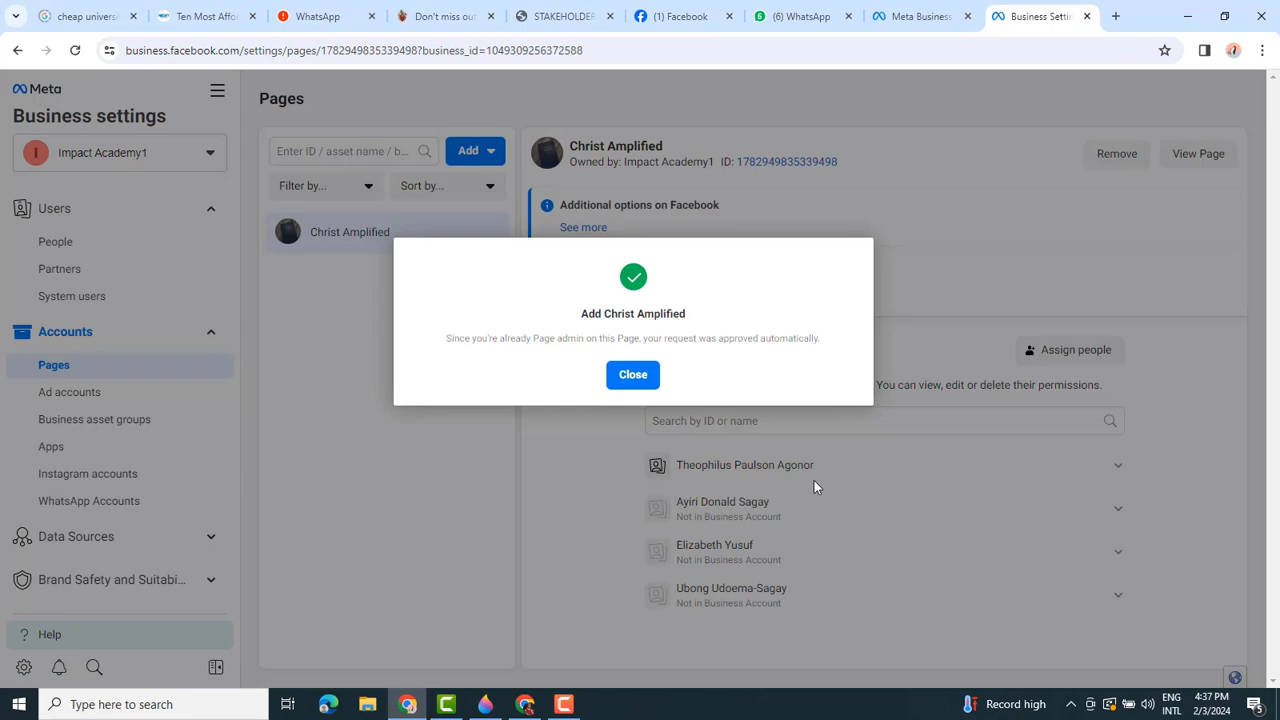 cheap universe
Ten Most Affo
WhatsApp
Don't miss out
STAKEHOLDER
(1) Facebook
(1) WhatsApp
Meta Business
Business Settin
business.facebook.com/settings/pages/1782949835339498?business_id=1049309256372588
Meta
Business settings
I
Impact Academy1
Users
People
Partners
System users
Accounts
Pages
Ad accounts
Business asset groups
Apps
Instagram accounts
WhatsApp Accounts
Data Sources
Brand Safety and Suitabi...
? Help
Pages
Enter ID / asset name / b...
Add
Filter by...
Sort by...
Christ Amplified
Christ Amplified
Owned by: Impact Academy1 ID: 1782949835339498
Remove
View Page
Additional options on Facebook
See more
Add Christ Amplified
Since you're already Page admin on this Page, your request was approved automatically.
Close
Assign people
You can view, edit or delete their permissions.
Search by ID or name
Theophilus Paulson Agonor
Ayiri Donald Sagay
Not in Business Account
Elizabeth Yusuf
Not in Business Account
Ubong Udoema-Sagay
Not in Business Account
Type here to search
Record high
ENG
INTL
4:37 PM
2/3/2024
5